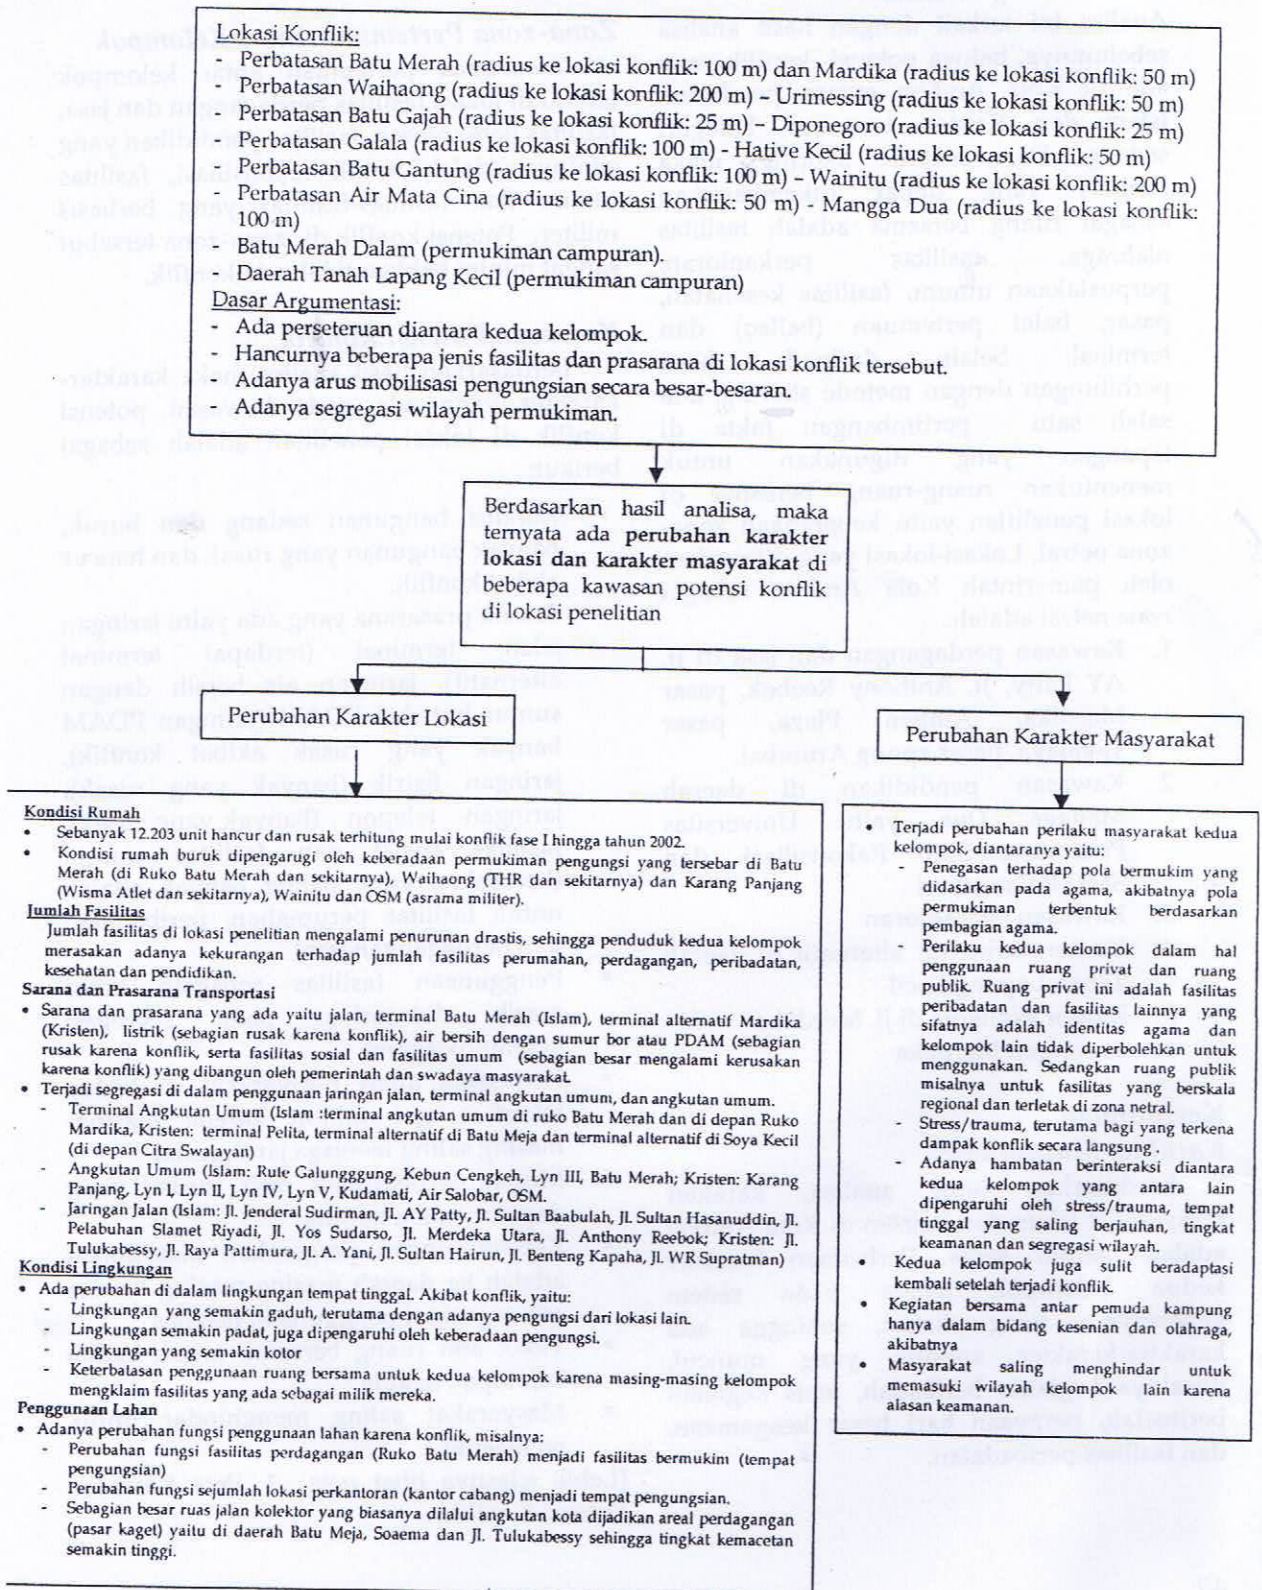 Lokasi Konflik:
- Perbatasan Batu Merah (radius ke lokasi konflik: 100 m) dan Mardika (radius ke lokasi konflik: 50 m)
- Perbatasan Waihaong (radius ke lokasi konflik: 200 m) – Urimessing (radius ke lokasi konflik: 50 m)
- Perbatasan Batu Gajah (radius ke lokasi konflik: 25 m) – Diponegoro (radius ke lokasi konflik: 25 m)
- Perbatasan Galala (radius ke lokasi konflik: 100 m) - Hative Kecil (radius ke lokasi konflik: 50 m)
- Perbatasan Batu Gantung (radius ke lokasi konflik: 100 m) – Wainitu (radius ke lokasi konflik: 200 m)
- Perbatasan Air Mata Cina (radius ke lokasi konflik: 50 m) - Mangga Dua (radius ke lokasi konflik:
100 m)
- Batu Merah Dalam (permukiman campuran).
- Daerah Tanah Lapang Kecil (permukiman campuran)
Dasar Argumentasi:
- Ada perseteruan diantara kedua kelompok.
- Hancurnya beberapa jenis fasilitas dan prasarana di lokasi konflik tersebut.
- Adanya arus mobilisasi pengungsian secara besar-besaran.
- Adanya segregasi wilayah permukiman.
Berdasarkan hasil analisa, maka
ternyata ada perubahan karakter
lokasi dan karakter masyarakat di
beberapa kawasan potensi konflik
di lokasi penelitian
Perubahan Karakter Lokasi
Perubahan Karakter Masyarakat
Kondisi Rumah
• Sebanyak 12.203 unit hancur dan rusak terhitung mulai konflik fase I hingga tahun 2002.
• Kondisi rumah buruk dipengarugi oleh keberadaan permukiman pengungsi yang tersebar di Batu
Merah (di Ruko Batu Merah dan sekitarnya), Waihaong (THR dan sekitarnya) dan Karang Panjang
(Wisma Atlet dan sekitarnya), Wainitu dan OSM (asrama militer).
Jumlah Fasilitas
Jumlah fasilitas di lokasi penelitian mengalami penurunan drastis, sehingga penduduk kedua kelompok
merasakan adanya kekurangan terhadap jumlah fasilitas perumahan, perdagangan, peribadatan,
kesehatan dan pendidikan.
Sarana dan Prasarana Transportasi
• Sarana dan prasarana yang ada yaitu jalan, terminal Batu Merah (Islam), terminal alternatif Mardika
(Kristen), listrik (sebagian rusak karena konflik), air bersih dengan sumur bor atau PDAM (sebagian
rusak karena konflik, serta fasilitas sosial dan fasilitas umum (sebagian besar mengalami kerusakan
karena konflik) yang dibangun oleh pemerintah dan swadaya masyarakat.
• Terjadi segregasi di dalam penggunaan jaringan jalan, terminal angkutan umum, dan angkutan umum.
- Terminal Angkutan Umum (Islam :terminal angkutan umum di ruko Batu Merah dan di depan Ruko
Mardika, Kristen: terminal Pelita, terminal alternatif di Batu Meja dan terminal alternatif di Soya Kecil
(di depan Citra Swalayan)
- Angkutan Umum (Islam: Rute Galungggung, Kebun Cengkeh, Lyn III, Batu Merah; Kristen: Karang
Panjang, Lyn I, Lyn II, Lyn IV, Lyn V, Kudamati, Air Salobar, OSM.
- Jaringan Jalan (Islam: Jl. Jenderal Sudirman, Jl. AY Patty, Jl. Sultan Baabulah, Jl. Sultan Hasanuddin, Jl.
Pelabuhan Slamet Riyadi, Jl. Yos Sudarso, Jl. Merdeka Utara, Jl. Anthony Reebok; Kristen: Jl.
Tulukabessy, Jl. Raya Pattimura, Jl. A. Yani, Jl. Sultan Hairun, Jl. Benteng Kapaha, Jl. WR Supratman)
Kondisi Lingkungan
• Ada perubahan di dalam lingkungan tempat tinggal. Akibat konflik, yaitu:
- Lingkungan yang semakin gaduh, terutama dengan adanya pengungsi dari lokasi lain.
- Lingkungan semakin padat, juga dipengaruhi oleh keberadaan pengungsi.
- Lingkungan yang semakin kotor
- Keterbatasan penggunaan ruang bersama untuk kedua kelompok karena masing-masing kelompok
mengklaim fasilitas yang ada sebagai milik mereka.
Penggunaan Lahan
• Adanya perubahan fungsi penggunaan lahan karena konflik, misalnya:
- Perubahan fungsi fasilitas perdagangan (Ruko Batu Merah) menjadi fasilitas bermukim (tempat
pengungsian)
- Perubahan fungsi sejumlah lokasi perkantoran (kantor cabang) menjadi tempat pengungsian.
- Sebagian besar ruas jalan kolektor yang biasanya dilalui angkutan kota dijadikan areal perdagangan
(pasar kaget) yaitu di daerah Batu Meja, Soaema dan Jl. Tulukabessy sehingga tingkat kemacetan
semakin tinggi.
• Terjadi perubahan perilaku masyarakat kedua
kelompok, diantaranya yaitu:
- Penegasan terhadap pola bermukim yang
didasarkan pada agama, akibatnya pola
permukiman terbentuk berdasarkan
pembagian agama.
- Perilaku kedua kelompok dalam hal
penggunaan ruang privat dan ruang
publik. Ruang privat ini adalah fasilitas
peribadatan dan fasilitas lainnya yang
sifatnya adalah identitas agama dan
kelompok lain tidak diperbolehkan untuk
menggunakan. Sedangkan ruang publik
misalnya untuk fasilitas yang berskala
regional dan terletak di zona netral.
- Stress/trauma, terutama bagi yang terkena
dampak konflik secara langsung .
- Adanya hambatan berinteraksi diantara
kedua kelompok yang antara lain
dipengaruhi oleh stress/trauma, tempat
tinggal yang saling berjauhan, tingkat
keamanan dan segregasi wilayah.
• Kedua kelompok juga sulit beradaptasi
kembali setelah terjadi konflik.
• Kegiatan bersama antar pemuda kampung
hanya dalam bidang kesenian dan olahraga,
akibatnya
• Masyarakat saling menghindar untuk
memasuki wilayah kelompok lain karena
alasan keamanan.